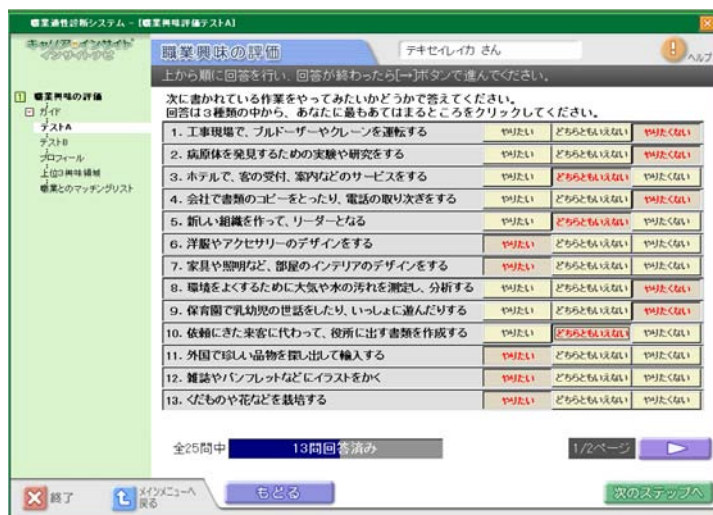 職業適性診断システム - [職業興味評価テストA]
キャリア・インサイト
インサイトナビ
職業興味の評価
テキセイレイカ さん
ヘルプ
上から順に回答を行い、回答が終わったら[→]ボタンで進んでください。
1 職業興味の評価
ガイド
テストA
テストB
プロフィール
上位3興味領域
職業とのマッチングリスト
次に書かれている作業をやってみたいかどうかで答えてください。
回答は3種類の中から、あなたに最もあてはまるところをクリックしてください。
1. 工事現場で、ブルドーザーやクレーンを運転する やりたい どちらともいえない やりたくない
2. 病原体を発見するための実験や研究をする やりたい どちらともいえない やりたくない
3. ホテルで、客の受付、案内などのサービスをする やりたい どちらともいえない やりたくない
4. 会社で書類のコピーをとったり、電話の取り次ぎをする やりたい どちらともいえない やりたくない
5. 新しい組織を作って、リーダーとなる やりたい どちらともいえない やりたくない
6. 洋服やアクセサリーのデザインをする やりたい どちらともいえない やりたくない
7. 家具や照明など、部屋のインテリアのデザインをする やりたい どちらともいえない やりたくない
8. 環境をよくするために大気や水の汚れを測定し、分析する やりたい どちらともいえない やりたくない
9. 保育園で乳幼児の世話をしたり、いっしょに遊んだりする やりたい どちらともいえない やりたくない
10. 依頼にきた来客に代わって、役所に出す書類を作成する やりたい どちらともいえない やりたくない
11. 外国で珍しい品物を探し出して輸入する やりたい どちらともいえない やりたくない
12. 雑誌やパンフレットなどにイラストをかく やりたい どちらともいえない やりたくない
13. くだものや花などを栽培する やりたい どちらともいえない やりたくない
全25問中 13問回答済み 1/2ページ
終了
メインメニューへ
戻る
もどる
次のステップへ